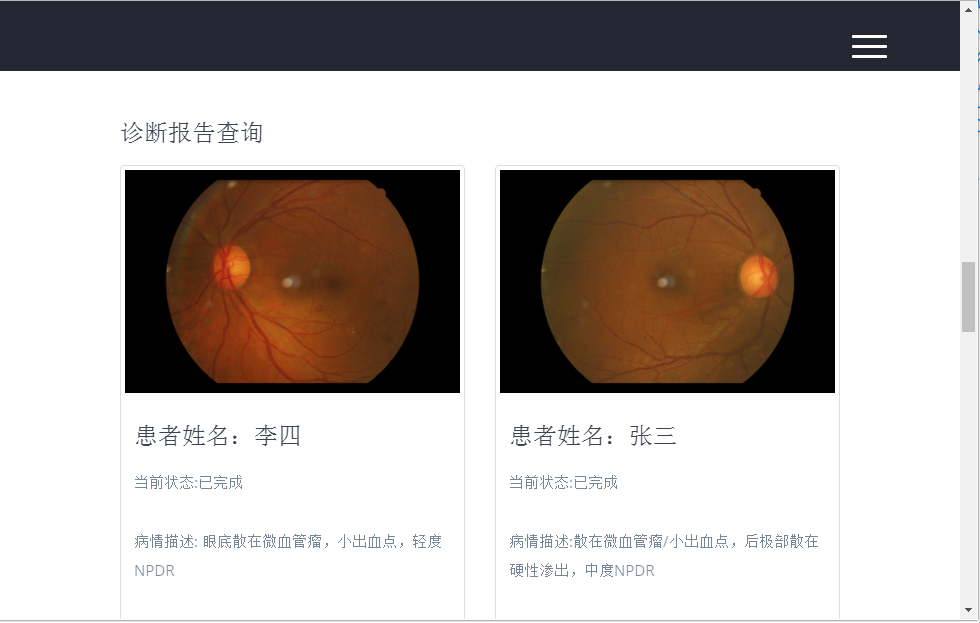 诊断报告查询
患者姓名：李四
当前状态:已完成
病情描述: 眼底散在微血管瘤，小出血点，轻度
NPDR
患者姓名：张三
当前状态:已完成
病情描述:散在微血管瘤/小出血点，后极部散在
硬性渗出，中度NPDR